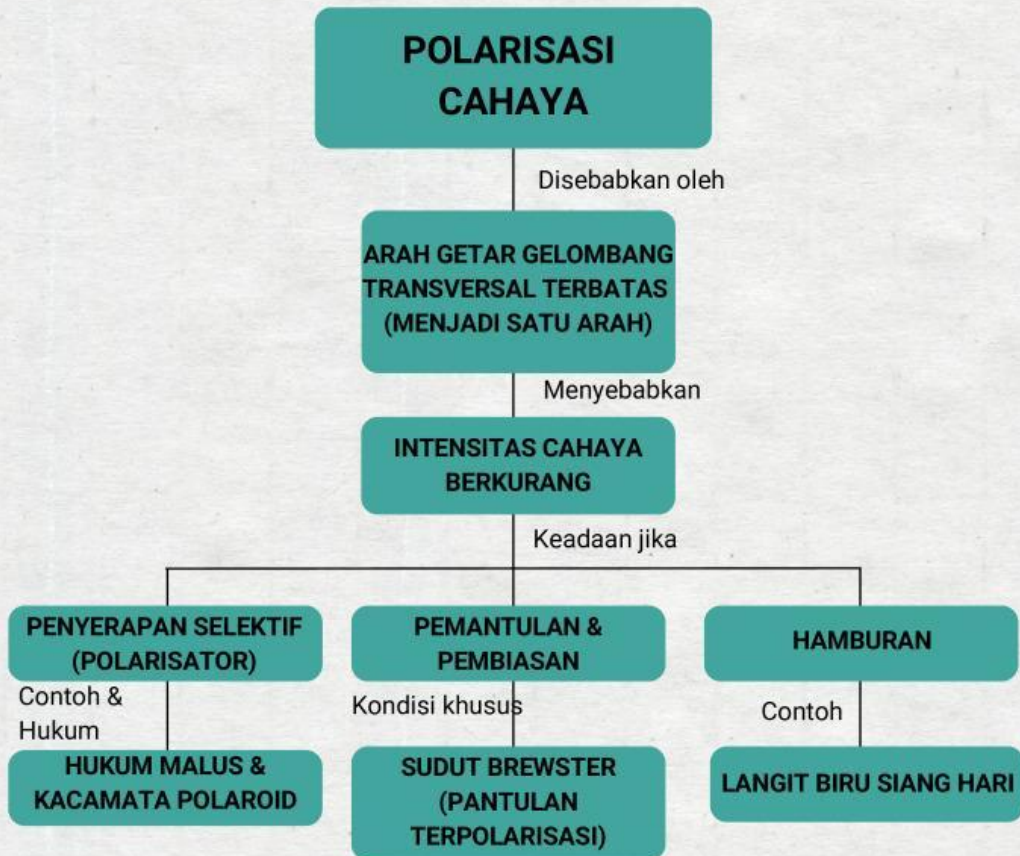 POLARISASI
CAHAYA
Disebabkan oleh
ARAH GETAR GELOMBANG
TRANSVERSAL TERBATAS
(MENJADI SATU ARAH)
Menyebabkan
INTENSITAS CAHAYA
BERKURANG
Keadaan jika
PENYERAPAN SELEKTIF
(POLARISATOR)
Contoh &
Hukum
HUKUM MALUS &
KACAMATA POLAROID
PEMANTULAN &
PEMBIASAN
Kondisi khusus
SUDUT BREWSTER
(PANTULAN
TERPOLARISASI)
HAMBURAN
Contoh
LANGIT BIRU SIANG HARI